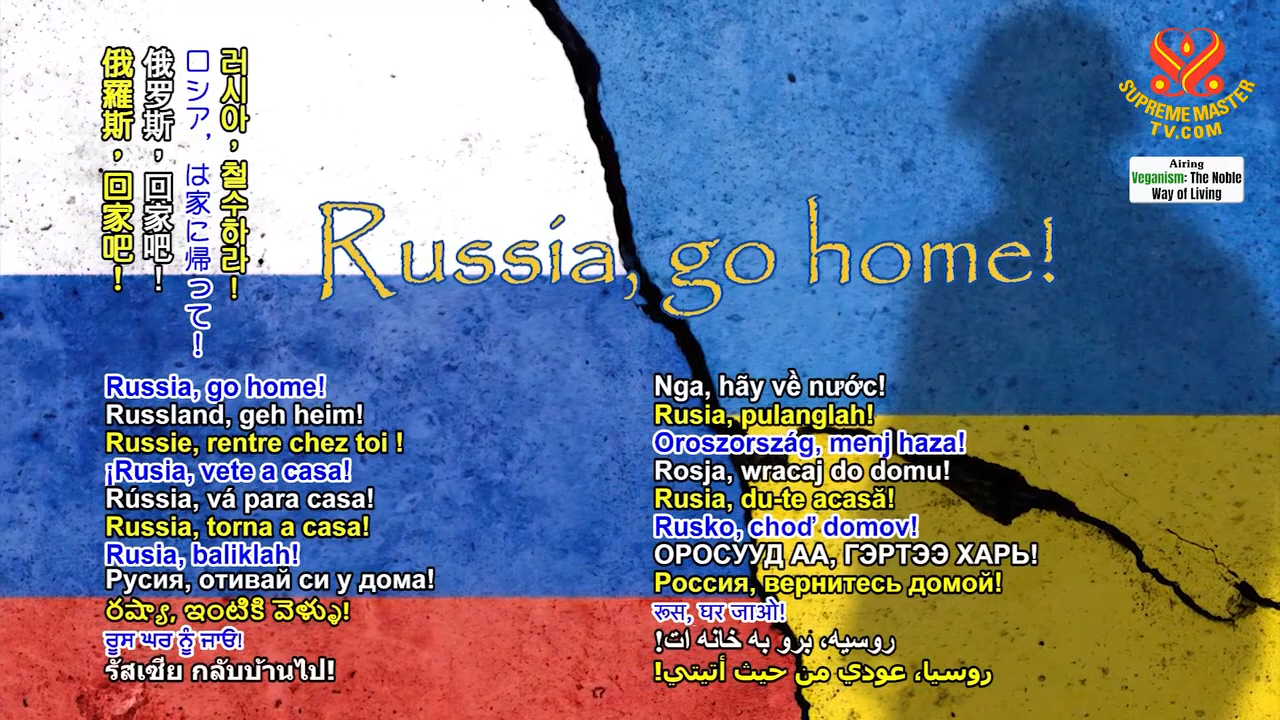 俄羅斯，回家吧！
俄罗斯，回家吧！
ロシア，は家に帰って！
러시아，철수하라！
SUPREME MASTER
TV.COM
Airing
Veganism: The Noble
Way of Living
Russia, go home!
Russia, go home!
Russland, geh heim!
Russie, rentre chez toi !
¡Rusia, vete a casa!
Rússia, vá para casa!
Russia, torna a casa!
Rusia, baliklah!
Русия, отивай си у дома!
రష్యా, ఇంటికి వెళ్ళు!
ਰੂਸ ਘਰ ਨੂੰ ਜਾਓ!
รัสเซีย กลับบ้านไป!
Nga, hãy về nước!
Rusia, pulanglah!
Oroszország, menj haza!
Rosja, wracaj do domu!
Rusia, du-te acasă!
Rusko, choď domov!
ОРОСУУД АА, ГЭРТЭЭ ХАРЬ!
Россия, вернитесь домой!
रूस, घर जाओ!
روسیه، برو به خانه ات!
روسيا، عودي من حيث أتيتي!